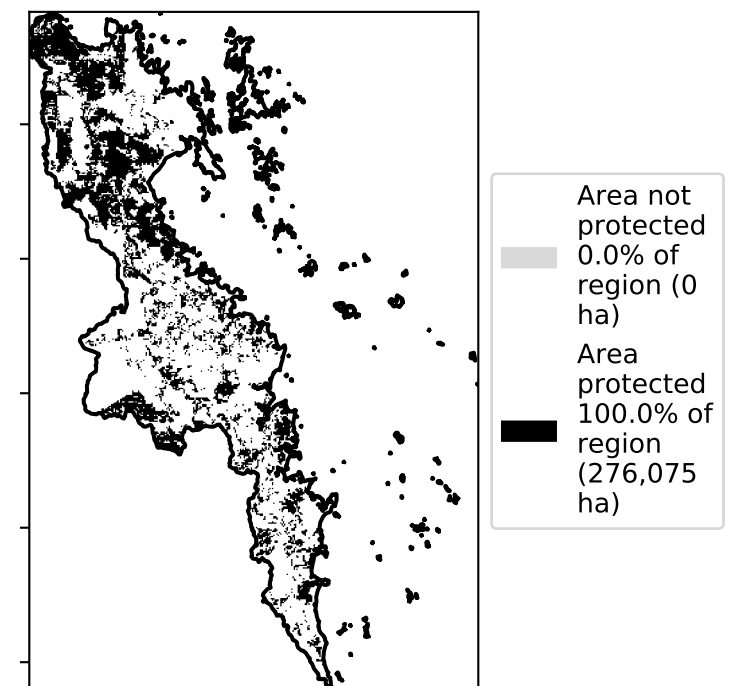 Area not
protected
0.0% of
region (0
ha)
Area
protected
100.0% of
region
(276,075
ha)